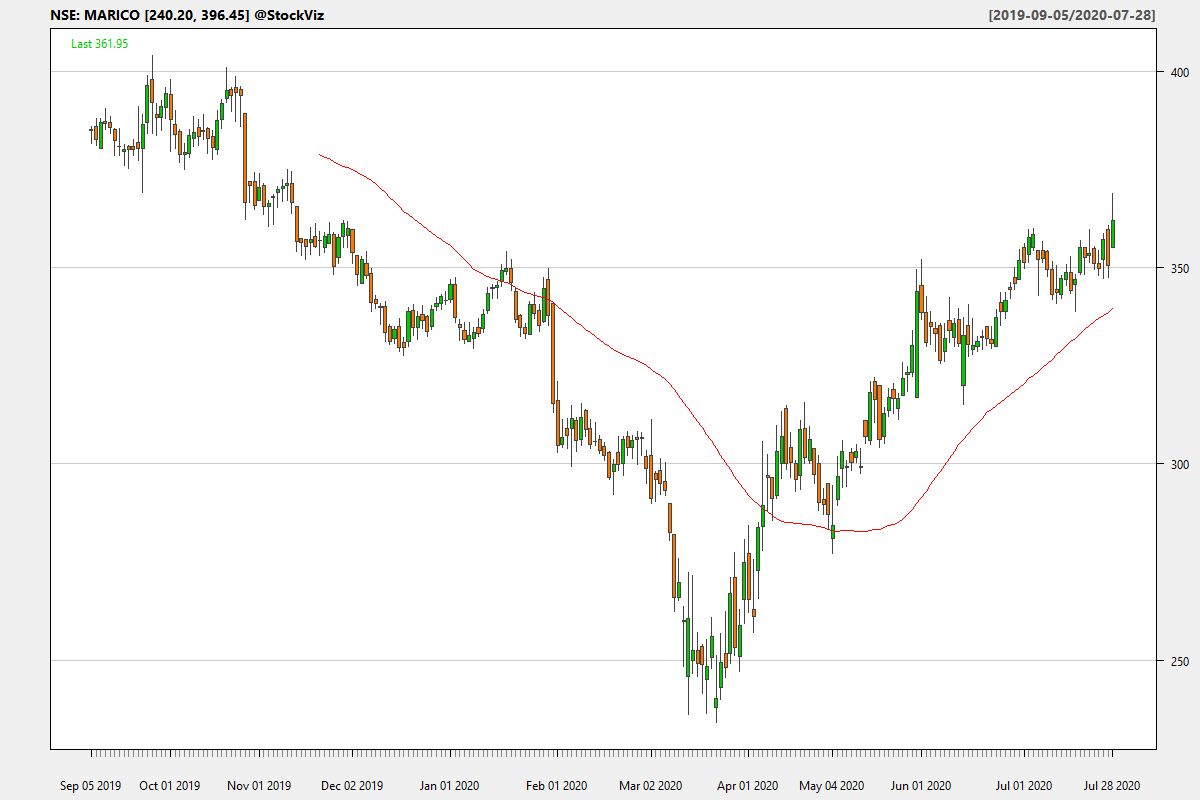 NSE: MARICO [240.20, 396.45] @StockViz
[2019-09-05/2020-07-28]
Last 361.95
400
350
300
250
Sep 05 2019 Oct 01 2019 Nov 01 2019 Dec 02 2019 Jan 01 2020 Feb 01 2020 Mar 02 2020 Apr 01 2020 May 04 2020 Jun 01 2020 Jul 01 2020 Jul 28 2020